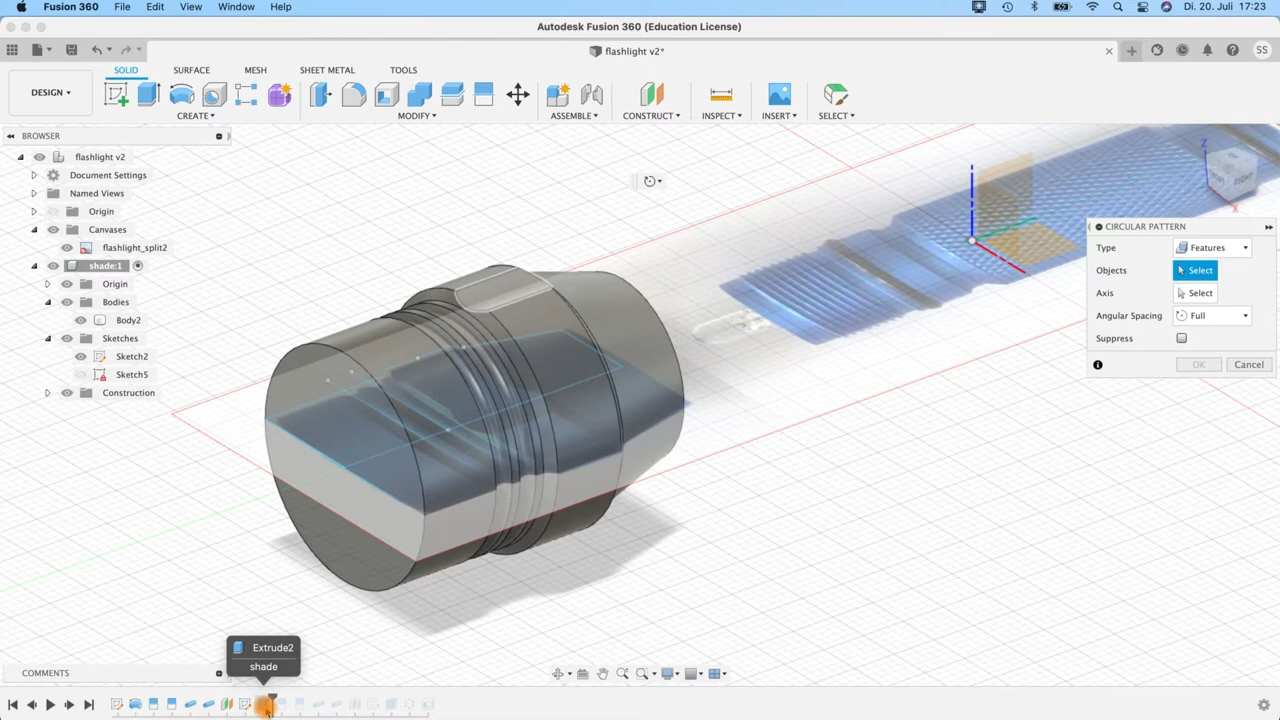 Fusion 360 File Edit View Window Help Di. 20. Juli 17:23
Autodesk Fusion 360 (Education License)
flashlight v2*
SS
SOLID SURFACE MESH SHEET METAL TOOLS
DESIGN
CREATE MODIFY ASSEMBLE CONSTRUCT INSPECT INSERT SELECT
BROWSER
flashlight v2
Document Settings
Named Views
Origin
Canvases
flashlight_split2
shade:1
Origin
Bodies
Body2
Sketches
Sketch2
Sketch5
Construction
Z
X
CIRCULAR PATTERN
Type Features
Objects Select
Axis Select
Angular Spacing Full
Suppress
OK Cancel
Extrude2
shade
COMMENTS